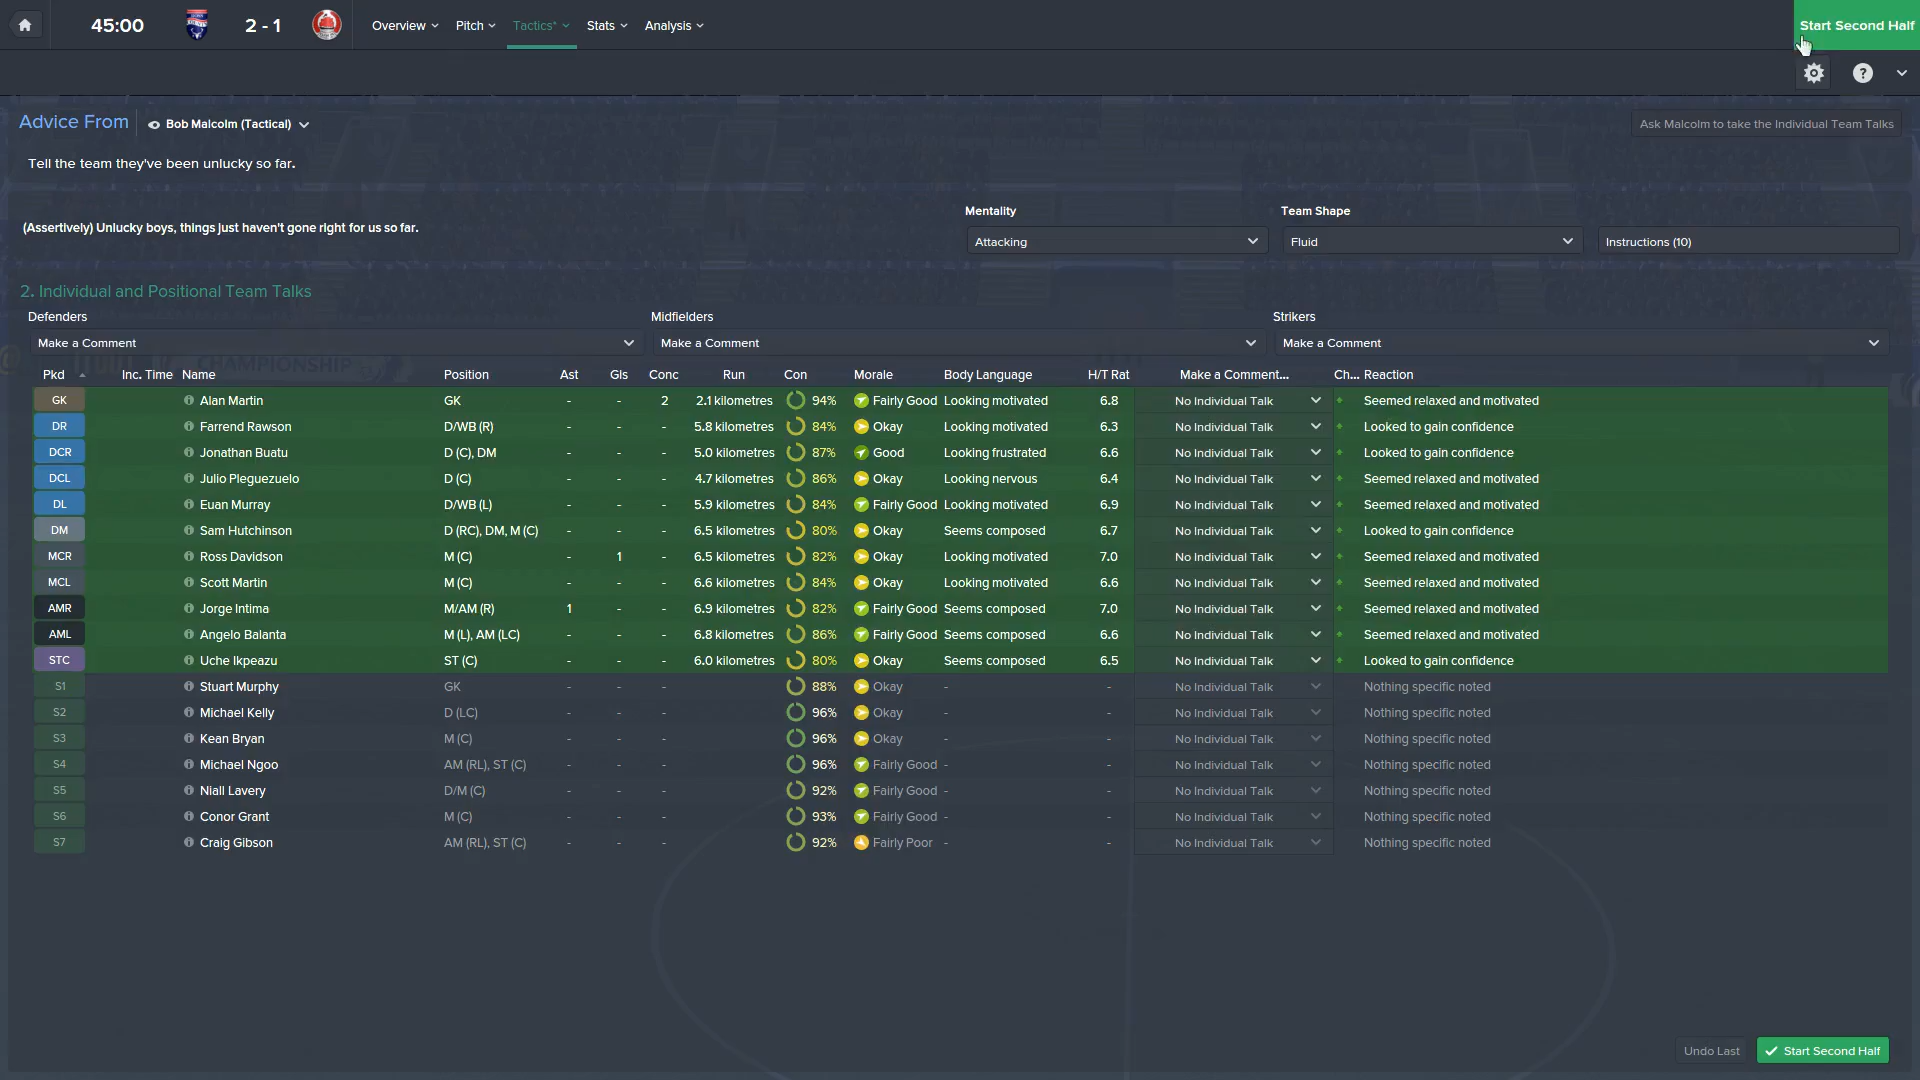 45:00
2 - 1
Overview
Pitch
Tactics*
Stats
Analysis
Start Second Half
Advice From
Bob Malcolm (Tactical)
Ask Malcolm to take the Individual Team Talks
Tell the team they've been unlucky so far.
Mentality
Team Shape
(Assertively) Unlucky boys, things just haven't gone right for us so far.
Attacking
Fluid
Instructions (10)
2. Individual and Positional Team Talks
Defenders
Midfielders
Strikers
Make a Comment
Make a Comment
Make a Comment
CHAMPIONSHIP
Pkd Inc. Time Name Position Ast Gls Conc Run Con Morale Body Language H/T Rat Make a Comment... Ch... Reaction
GK Alan Martin GK - - 2 2.1 kilometres 94% Fairly Good Looking motivated 6.8 No Individual Talk Seemed relaxed and motivated
DR Farrend Rawson D/WB (R) - - - 5.8 kilometres 84% Okay Looking motivated 6.3 No Individual Talk Looked to gain confidence
DCR Jonathan Buatu D (C), DM - - - 5.0 kilometres 87% Good Looking frustrated 6.6 No Individual Talk Looked to gain confidence
DCL Julio Pleguezuelo D (C) - - - 4.7 kilometres 86% Okay Looking nervous 6.4 No Individual Talk Seemed relaxed and motivated
DL Euan Murray D/WB (L) - - - 5.9 kilometres 84% Fairly Good Looking motivated 6.9 No Individual Talk Seemed relaxed and motivated
DM Sam Hutchinson D (RC), DM, M (C) - - - 6.5 kilometres 80% Okay Seems composed 6.7 No Individual Talk Looked to gain confidence
MCR Ross Davidson M (C) - 1 - 6.5 kilometres 82% Okay Looking motivated 7.0 No Individual Talk Seemed relaxed and motivated
MCL Scott Martin M (C) - - - 6.6 kilometres 84% Okay Looking motivated 6.6 No Individual Talk Seemed relaxed and motivated
AMR Jorge Intima M/AM (R) 1 - - 6.9 kilometres 82% Fairly Good Seems composed 7.0 No Individual Talk Seemed relaxed and motivated
AML Angelo Balanta M (L), AM (LC) - - - 6.8 kilometres 86% Fairly Good Seems composed 6.6 No Individual Talk Seemed relaxed and motivated
STC Uche Ikpeazu ST (C) - - - 6.0 kilometres 80% Okay Seems composed 6.5 No Individual Talk Looked to gain confidence
S1 Stuart Murphy GK - - - 88% Okay - - No Individual Talk Nothing specific noted
S2 Michael Kelly D (LC) - - - 96% Okay - - No Individual Talk Nothing specific noted
S3 Kean Bryan M (C) - - - 96% Okay - - No Individual Talk Nothing specific noted
S4 Michael Ngoo AM (RL), ST (C) - - - 96% Fairly Good - - No Individual Talk Nothing specific noted
S5 Niall Lavery D/M (C) - - - 92% Fairly Good - - No Individual Talk Nothing specific noted
S6 Conor Grant M (C) - - - 93% Fairly Good - - No Individual Talk Nothing specific noted
S7 Craig Gibson AM (RL), ST (C) - - - 92% Fairly Poor - - No Individual Talk Nothing specific noted
Undo Last
Start Second Half